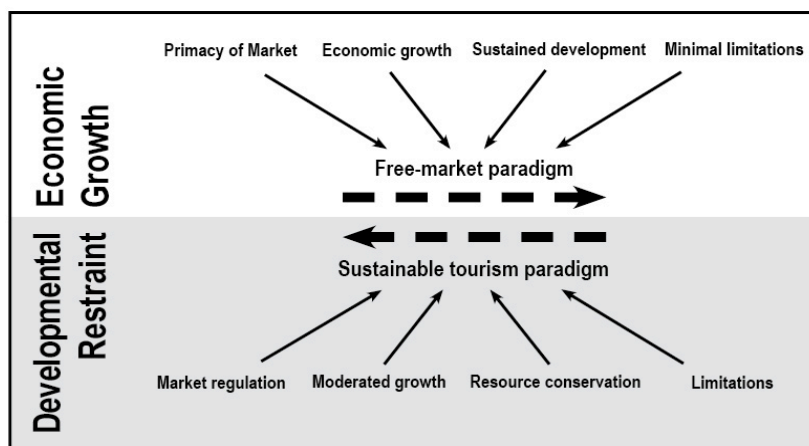 Economic
Growth
Primacy of Market
Economic growth
Sustained development
Minimal limitations
Free-market paradigm
Developmental
Restraint
Sustainable tourism paradigm
Market regulation
Moderated growth
Resource conservation
Limitations